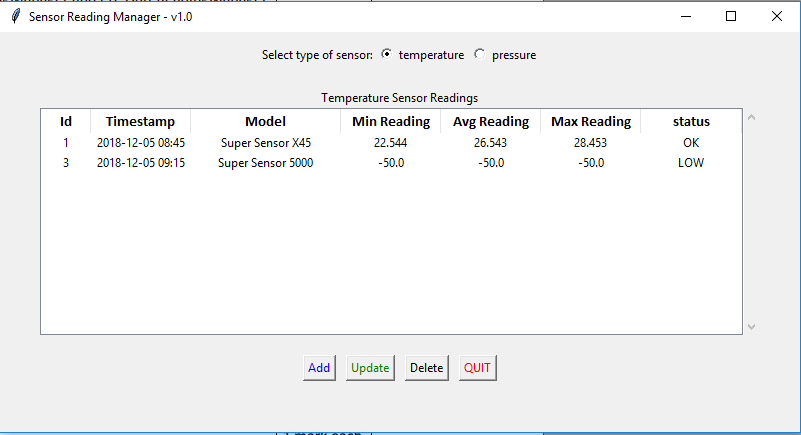 Sensor Reading Manager - v1.0
Select type of sensor: temperature pressure
Temperature Sensor Readings
Id Timestamp Model Min Reading Avg Reading Max Reading status
1 2018-12-05 08:45 Super Sensor X45 22.544 26.543 28.453 OK
3 2018-12-05 09:15 Super Sensor 5000 -50.0 -50.0 -50.0 LOW
Add Update Delete QUIT